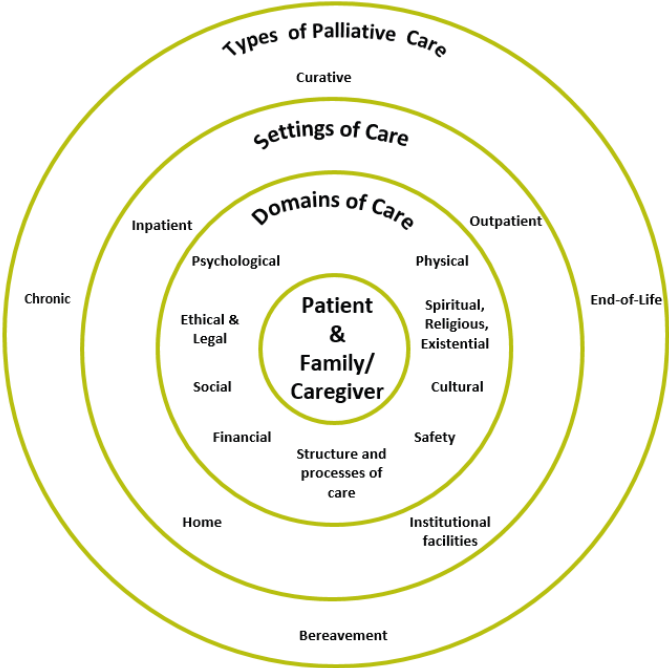 Types of Palliative Care
Curative
Settings of Care
Domains of Care
Inpatient
Outpatient
Psychological
Physical
Chronic
End-of-Life
Patient
&
Family/
Caregiver
Ethical &
Legal
Spiritual,
Religious,
Existential
Social
Cultural
Financial
Safety
Structure and
processes of
care
Home
Institutional
facilities
Bereavement